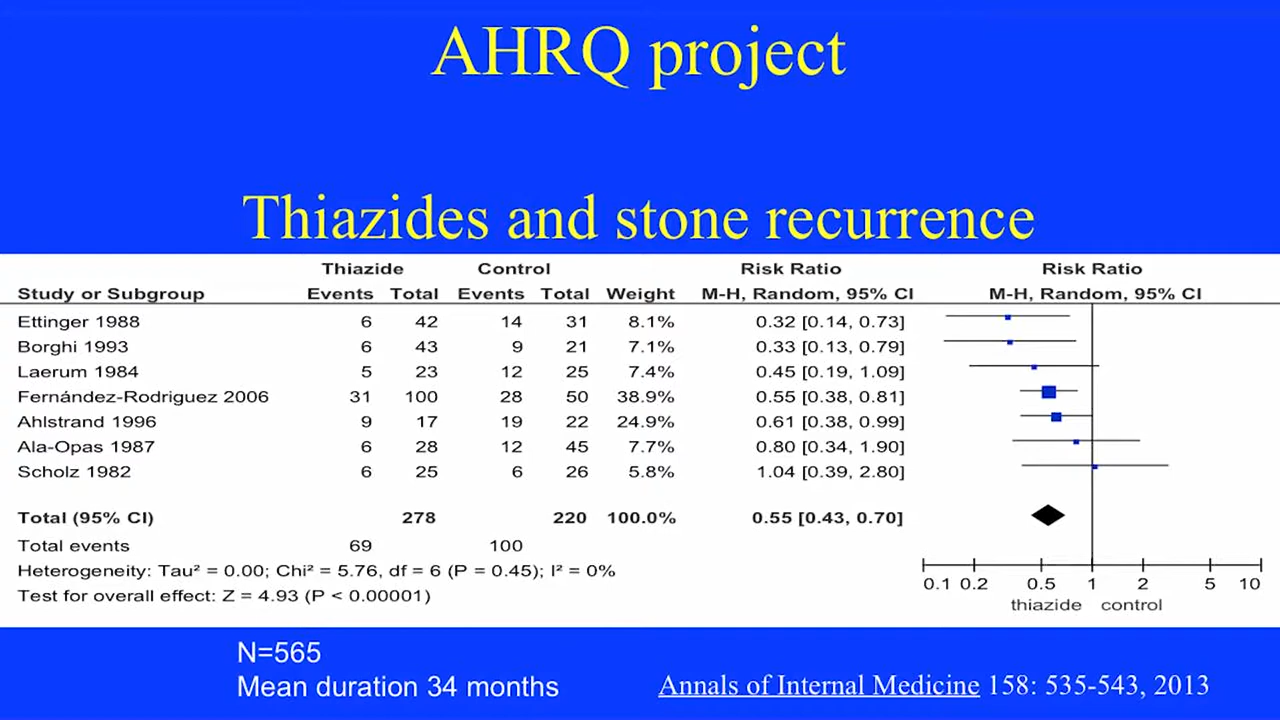 AHRQ project
Thiazides and stone recurrence
Thiazide Control Risk Ratio Risk Ratio
Study or Subgroup Events Total Events Total Weight M-H, Random, 95% CI M-H, Random, 95% CI
Ettinger 1988 6 42 14 31 8.1% 0.32 [0.14, 0.73]
Borghi 1993 6 43 9 21 7.1% 0.33 [0.13, 0.79]
Laerum 1984 5 23 12 25 7.4% 0.45 [0.19, 1.09]
Fernández-Rodriguez 2006 31 100 28 50 38.9% 0.55 [0.38, 0.81]
Ahlstrand 1996 9 17 19 22 24.9% 0.61 [0.38, 0.99]
Ala-Opas 1987 6 28 12 45 7.7% 0.80 [0.34, 1.90]
Scholz 1982 6 25 6 26 5.8% 1.04 [0.39, 2.80]
Total (95% CI) 278 220 100.0% 0.55 [0.43, 0.70]
Total events 69 100
Heterogeneity: Tau² = 0.00; Chi² = 5.76, df = 6 (P = 0.45); I² = 0%
Test for overall effect: Z = 4.93 (P < 0.00001)
0.1 0.2 0.5 1 2 5 10
thiazide control
N=565
Mean duration 34 months
Annals of Internal Medicine 158: 535-543, 2013